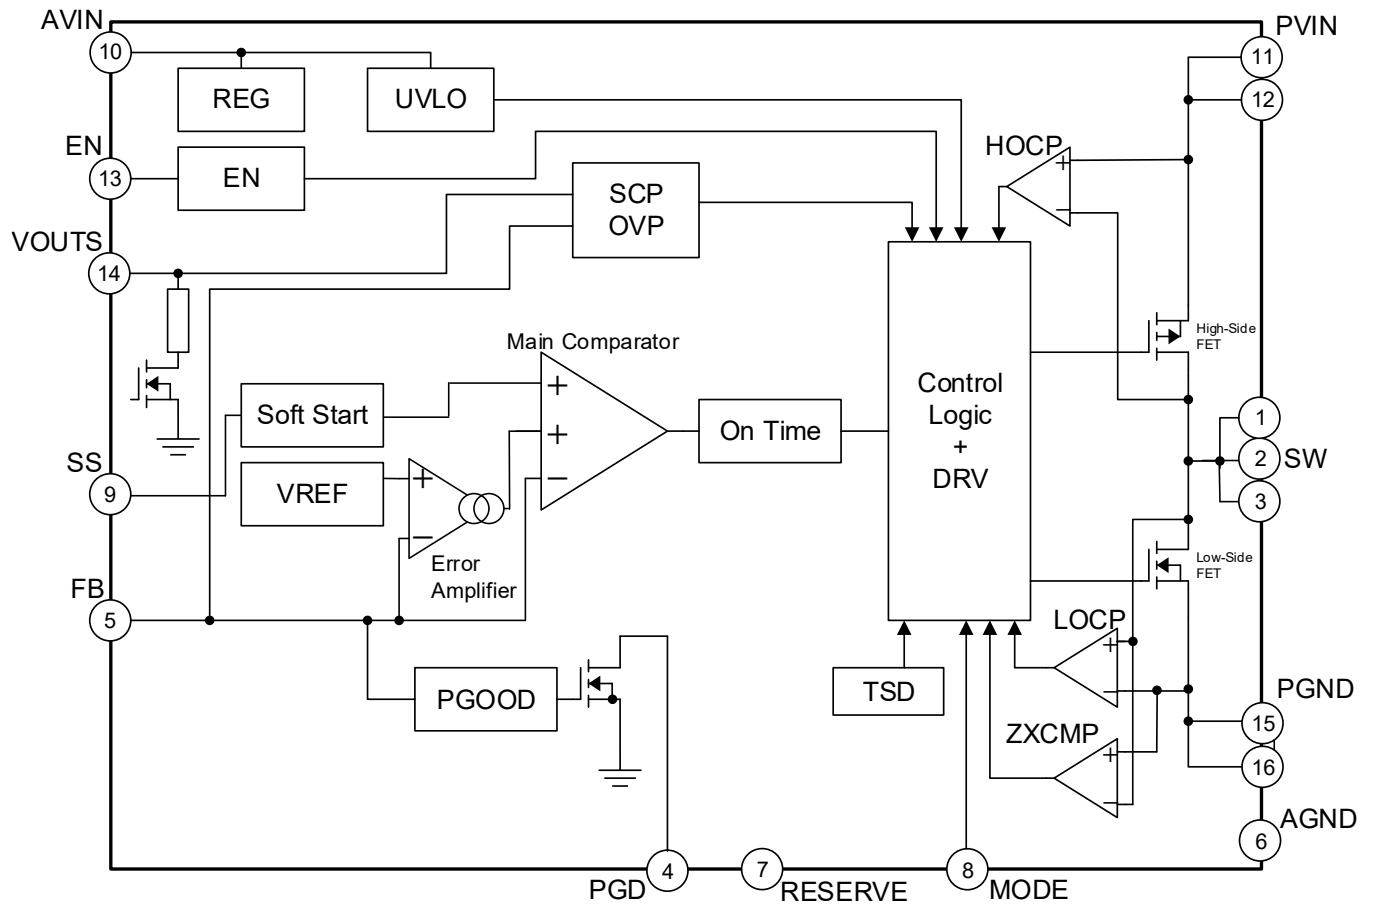 AVIN
10
REG
UVLO
PVIN
11
12
EN
13
EN
SCP
OVP
HOCP
+
−
VOUTS
14
Main Comparator
High-Side
FET
Soft Start
+
+
−
On Time
Control
Logic
+
DRV
1
2
SW
3
SS
9
VREF
+
−
Error
Amplifier
Low-Side
FET
FB
5
LOCP
+
−
PGOOD
TSD
PGND
15
ZXCMP
+
−
16
AGND
6
4
PGD
7
RESERVE
8
MODE